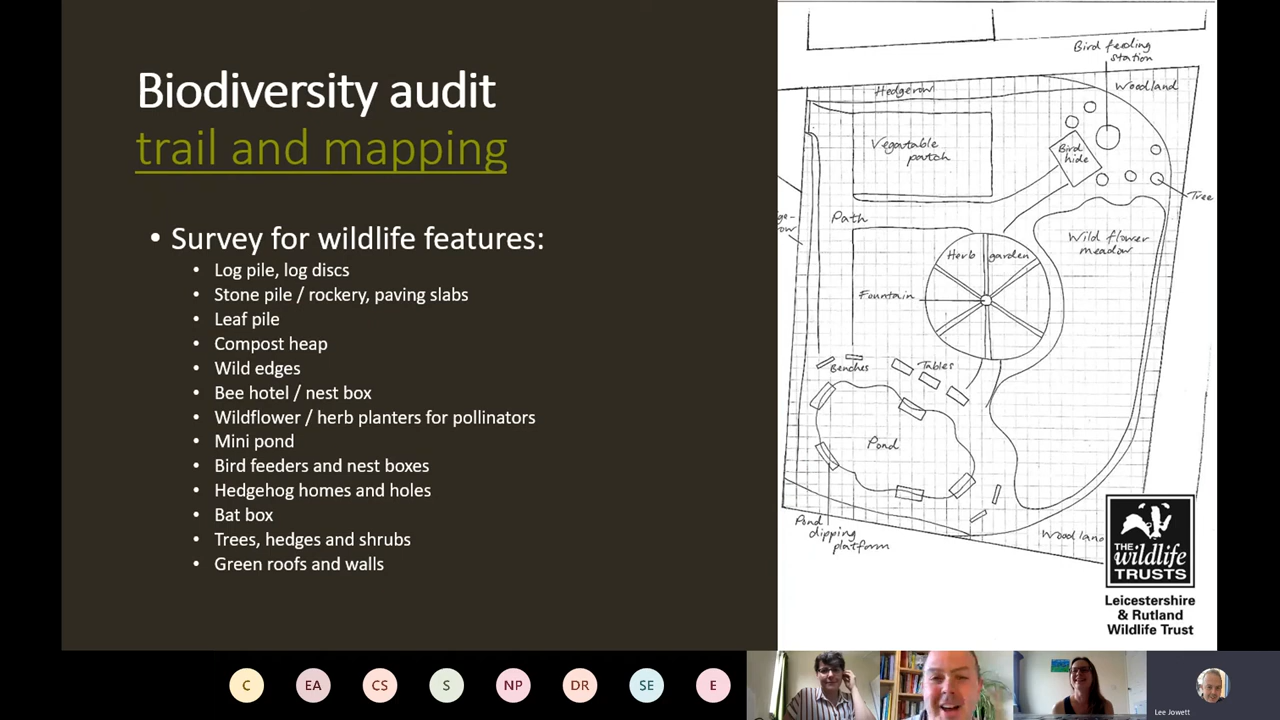 Biodiversity audit
trail and mapping
• Survey for wildlife features:
• Log pile, log discs
• Stone pile / rockery, paving slabs
• Leaf pile
• Compost heap
• Wild edges
• Bee hotel / nest box
• Wildflower / herb planters for pollinators
• Mini pond
• Bird feeders and nest boxes
• Hedgehog homes and holes
• Bat box
• Trees, hedges and shrubs
• Green roofs and walls
Bird feeding
station
Hedgerow
Woodland
Vegatable
patch
Bird
hide
Tree
Path
Wild flower
meadow
Herb garden
Fountain
Benches
Tables
Pond
Pond
dipping
platform
Woodland
THE
wildlife
TRUSTS
Leicestershire
& Rutland
Wildlife Trust
C
EA
CS
S
NP
DR
SE
E
Lee Jowett